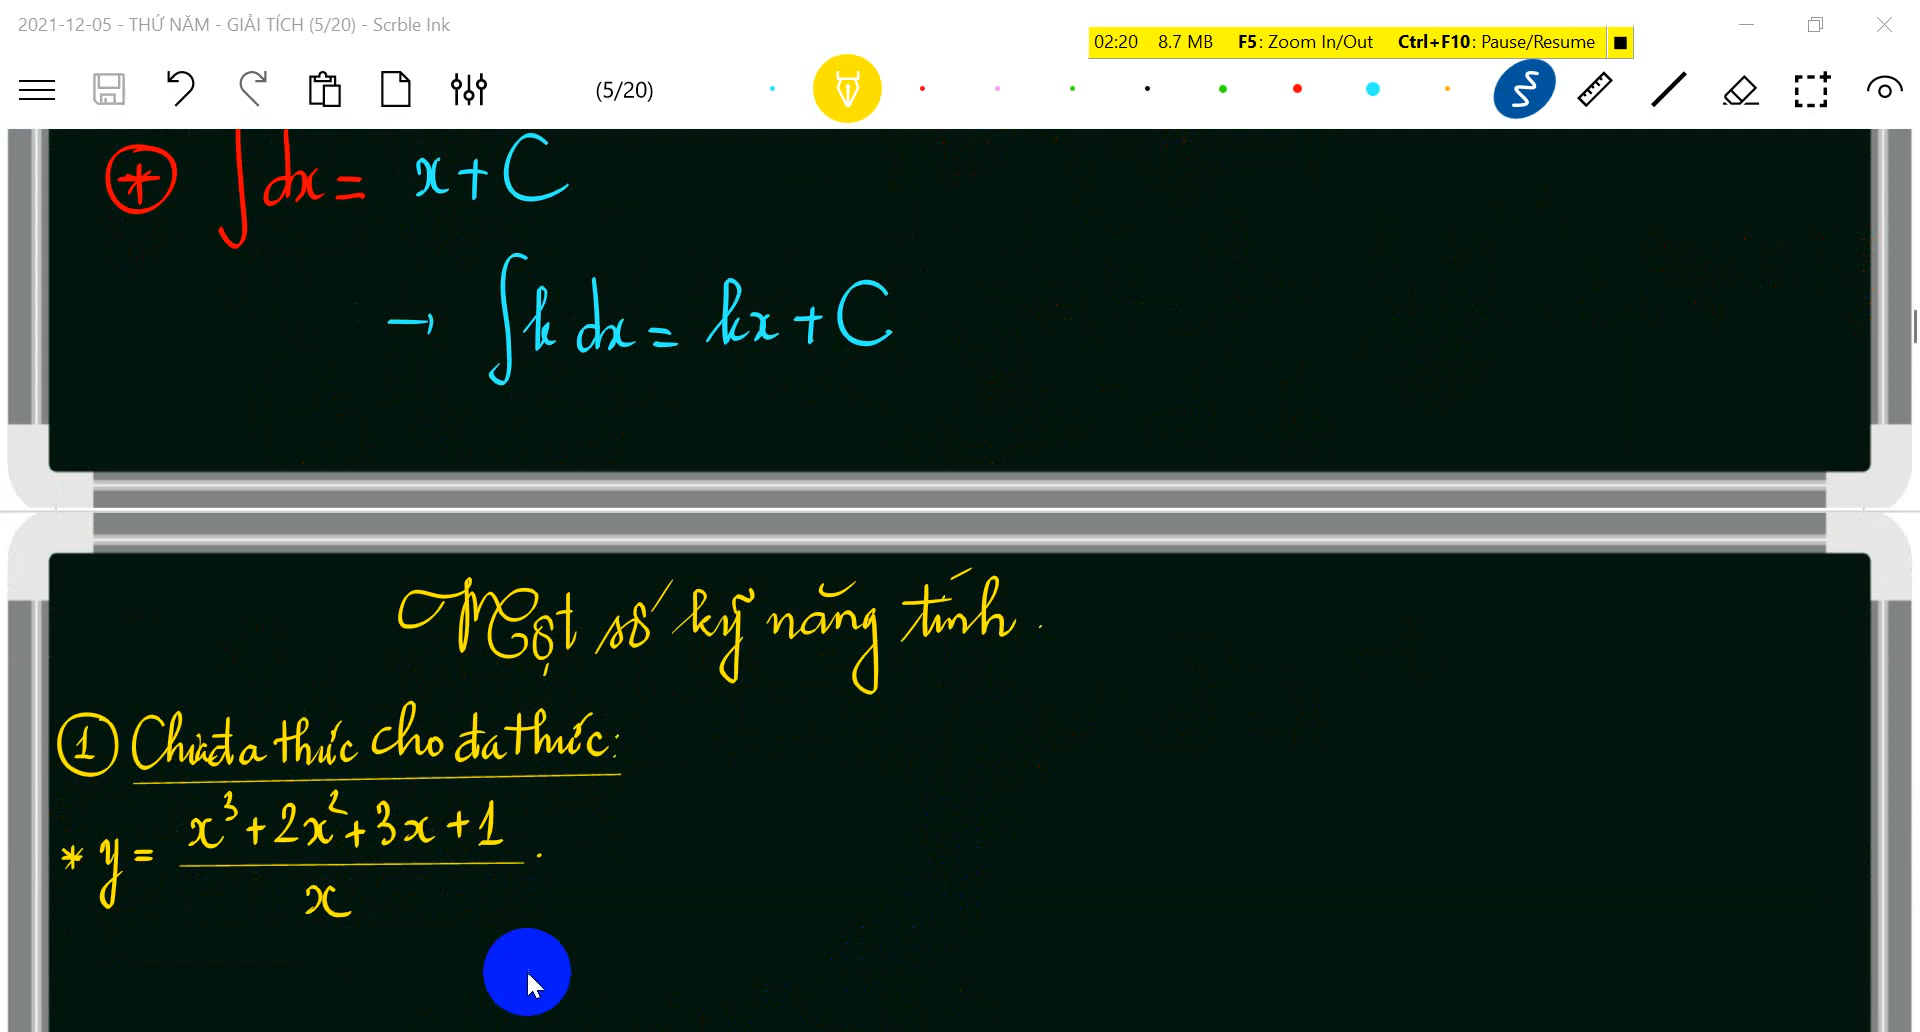 2021-12-05 - THỨ NĂM - GIẢI TÍCH (5/20) - Scrble Ink
02:20 8.7 MB F5: Zoom In/Out Ctrl+F10: Pause/Resume
(5/20)
* ∫dx = x + C
→ ∫k dx = kx + C
Một số kỹ năng tính.
① Chia đa thức cho đa thức:
* y = (x³ + 2x² + 3x + 1) / x.